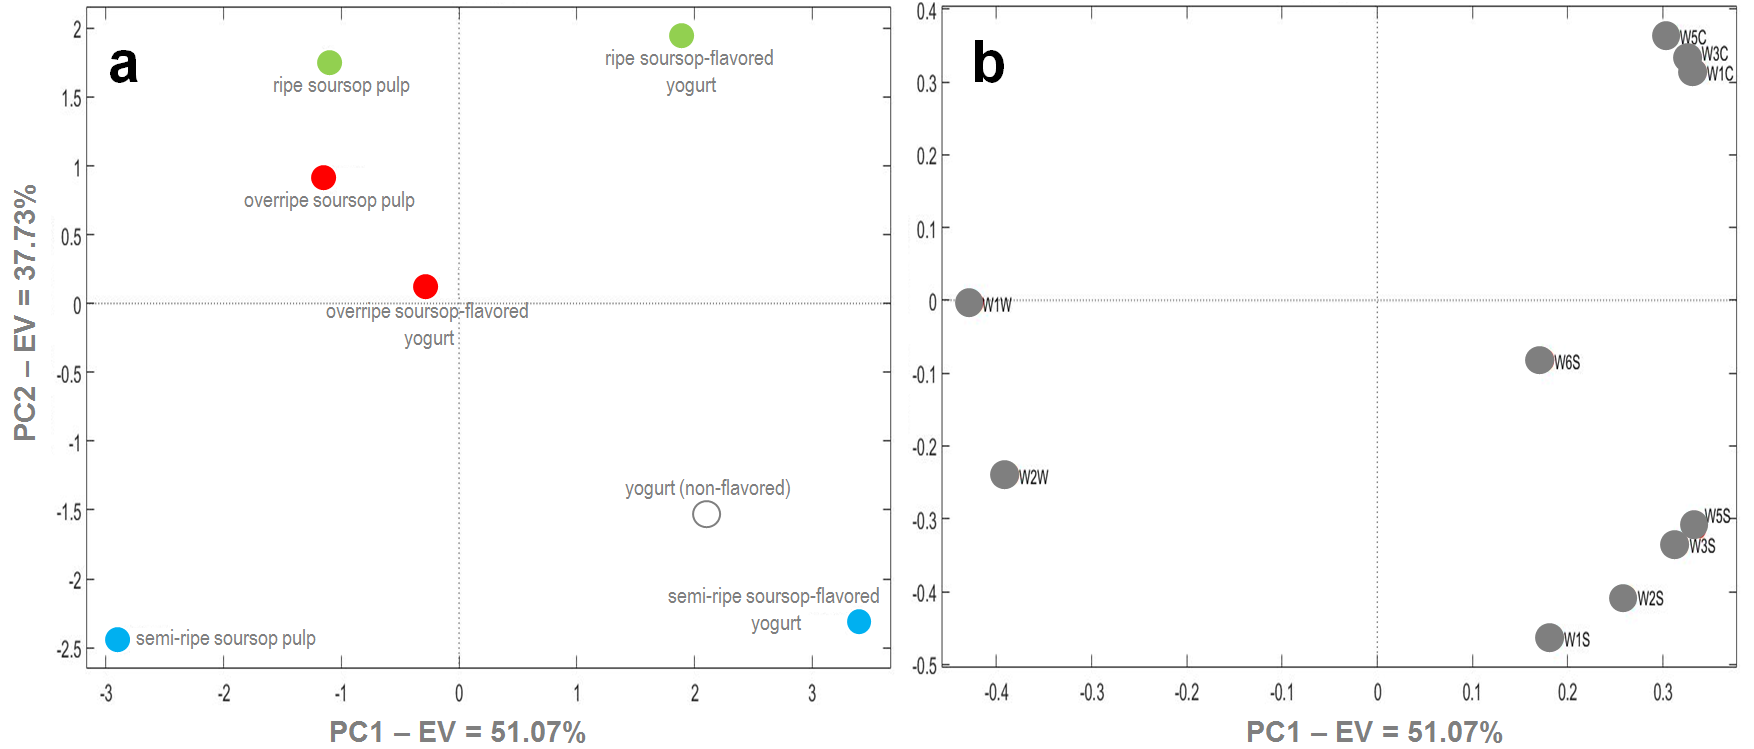 a
ripe soursop pulp
ripe soursop-flavored
yogurt
overripe soursop pulp
overripe soursop-flavored
yogurt
yogurt (non-flavored)
semi-ripe soursop-flavored
yogurt
semi-ripe soursop pulp
2
1.5
1
0.5
0
-0.5
-1
-1.5
-2
-2.5
-3
-2
-1
0
1
2
3
PC2 – EV = 37.73%
PC1 – EV = 51.07%
b
W5C
W3C
W1C
W1W
W6S
W2W
W5S
W3S
W2S
W1S
0.4
0.3
0.2
0.1
0
-0.1
-0.2
-0.3
-0.4
-0.5
-0.4
-0.3
-0.2
-0.1
0
0.1
0.2
0.3
PC1 – EV = 51.07%